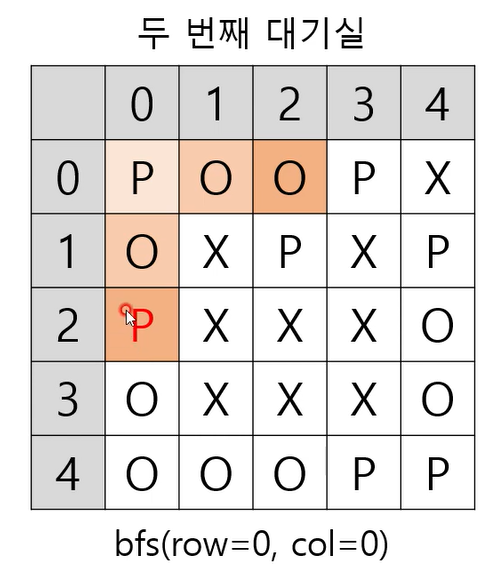 두 번째 대기실
0 1 2 3 4
0 P O O P X
1 O X P X P
2 P X X X O
3 O X X X O
4 O O O P P
bfs(row=0, col=0)